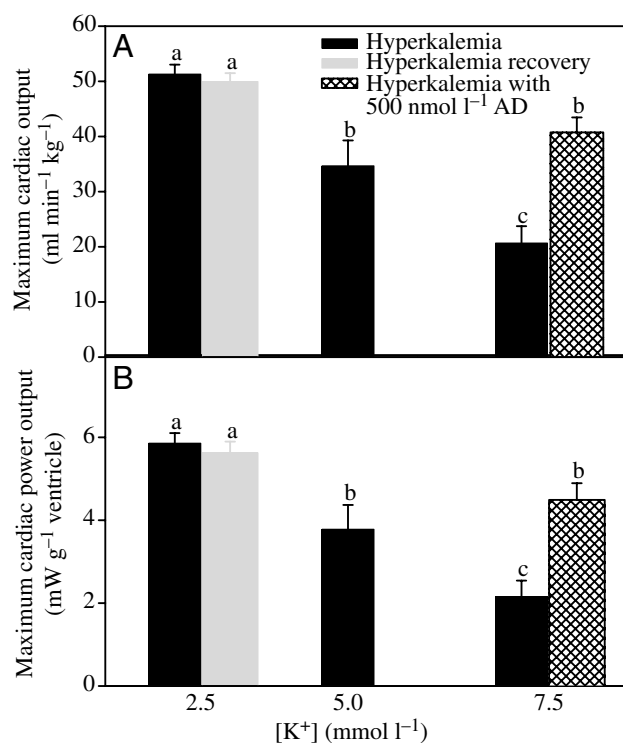 A
Hyperkalemia
Hyperkalemia recovery
Hyperkalemia with
500 nmol l⁻¹ AD
Maximum cardiac output
(ml min⁻¹ kg⁻¹)
60
50
40
30
20
10
0
a
a
b
c
b
B
Maximum cardiac power output
(mW g⁻¹ ventricle)
6
4
2
0
a
a
b
c
b
2.5
5.0
7.5
[K⁺] (mmol l⁻¹)